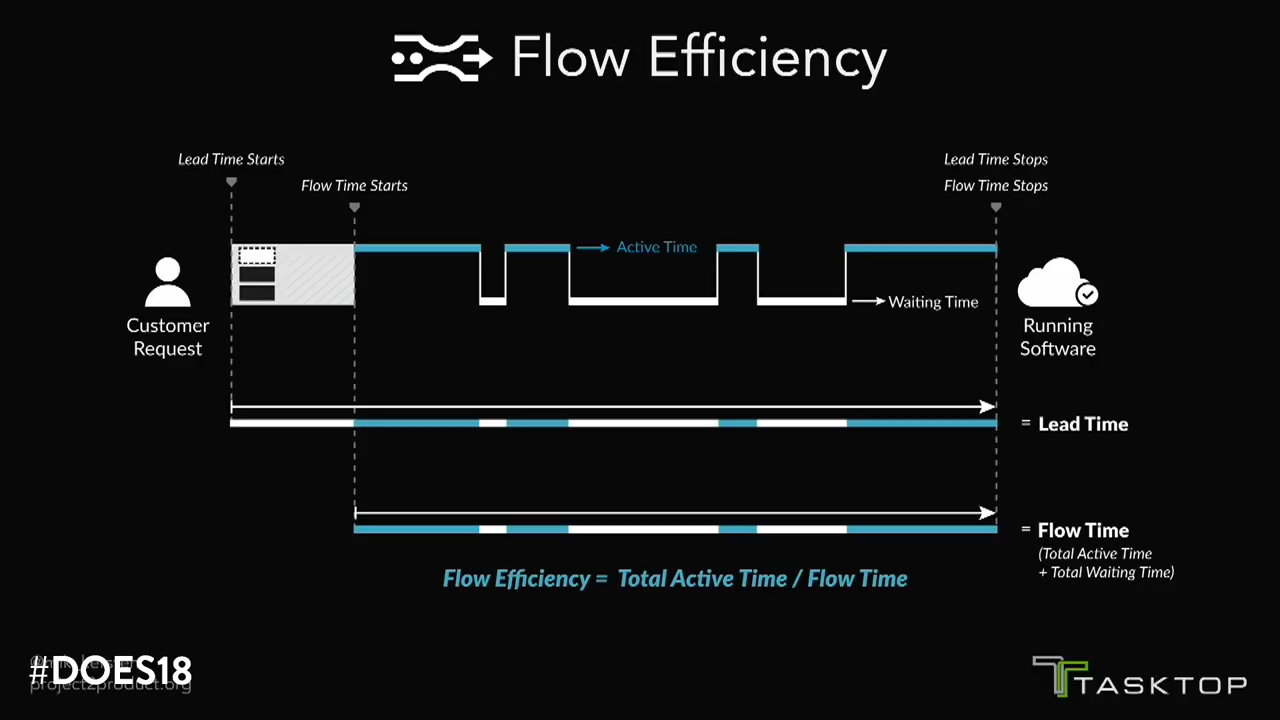 Flow Efficiency
Lead Time Starts
Flow Time Starts
Lead Time Stops
Flow Time Stops
Active Time
Waiting Time
Customer
Request
Running
Software
= Lead Time
= Flow Time
(Total Active Time
+ Total Waiting Time)
Flow Efficiency = Total Active Time / Flow Time
#DOES18
project2product.org
TASKTOP